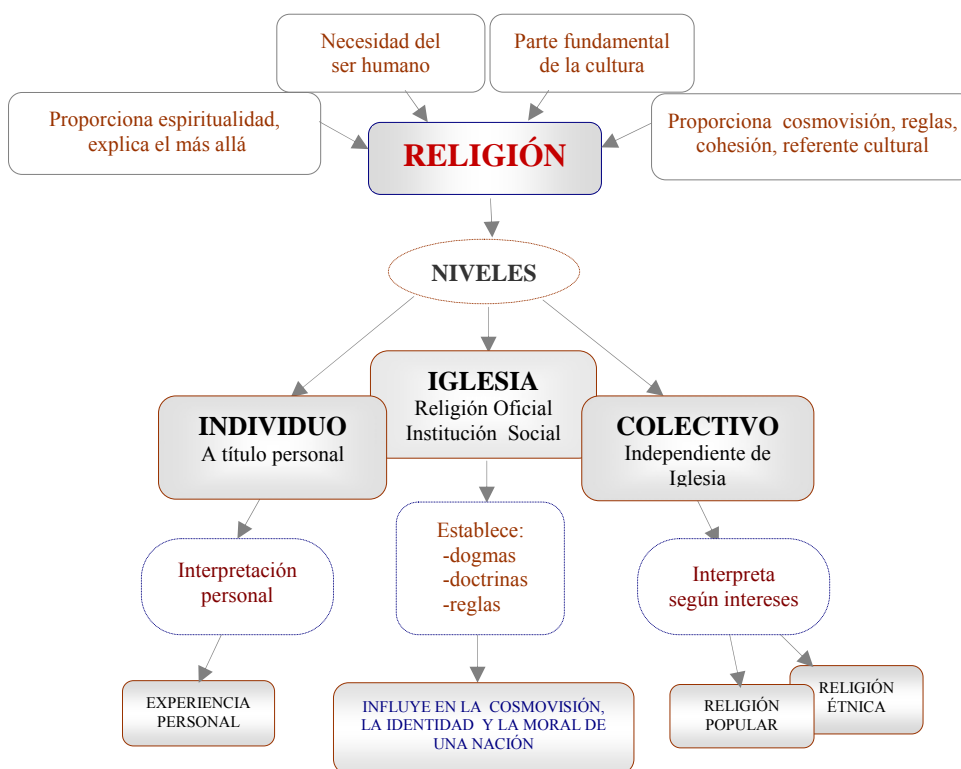 Necesidad del
ser humano
Parte fundamental
de la cultura
Proporciona espiritualidad,
explica el más allá
Proporciona cosmovisión, reglas,
cohesión, referente cultural
RELIGIÓN
NIVELES
IGLESIA
Religión Oficial
Institución Social
INDIVIDUO
A título personal
COLECTIVO
Independiente de
Iglesia
Establece:
-dogmas
-doctrinas
-reglas
Interpretación
personal
Interpreta
según intereses
EXPERIENCIA
PERSONAL
INFLUYE EN LA COSMOVISIÓN,
LA IDENTIDAD Y LA MORAL DE
UNA NACIÓN
RELIGIÓN
POPULAR
RELIGIÓN
ÉTNICA